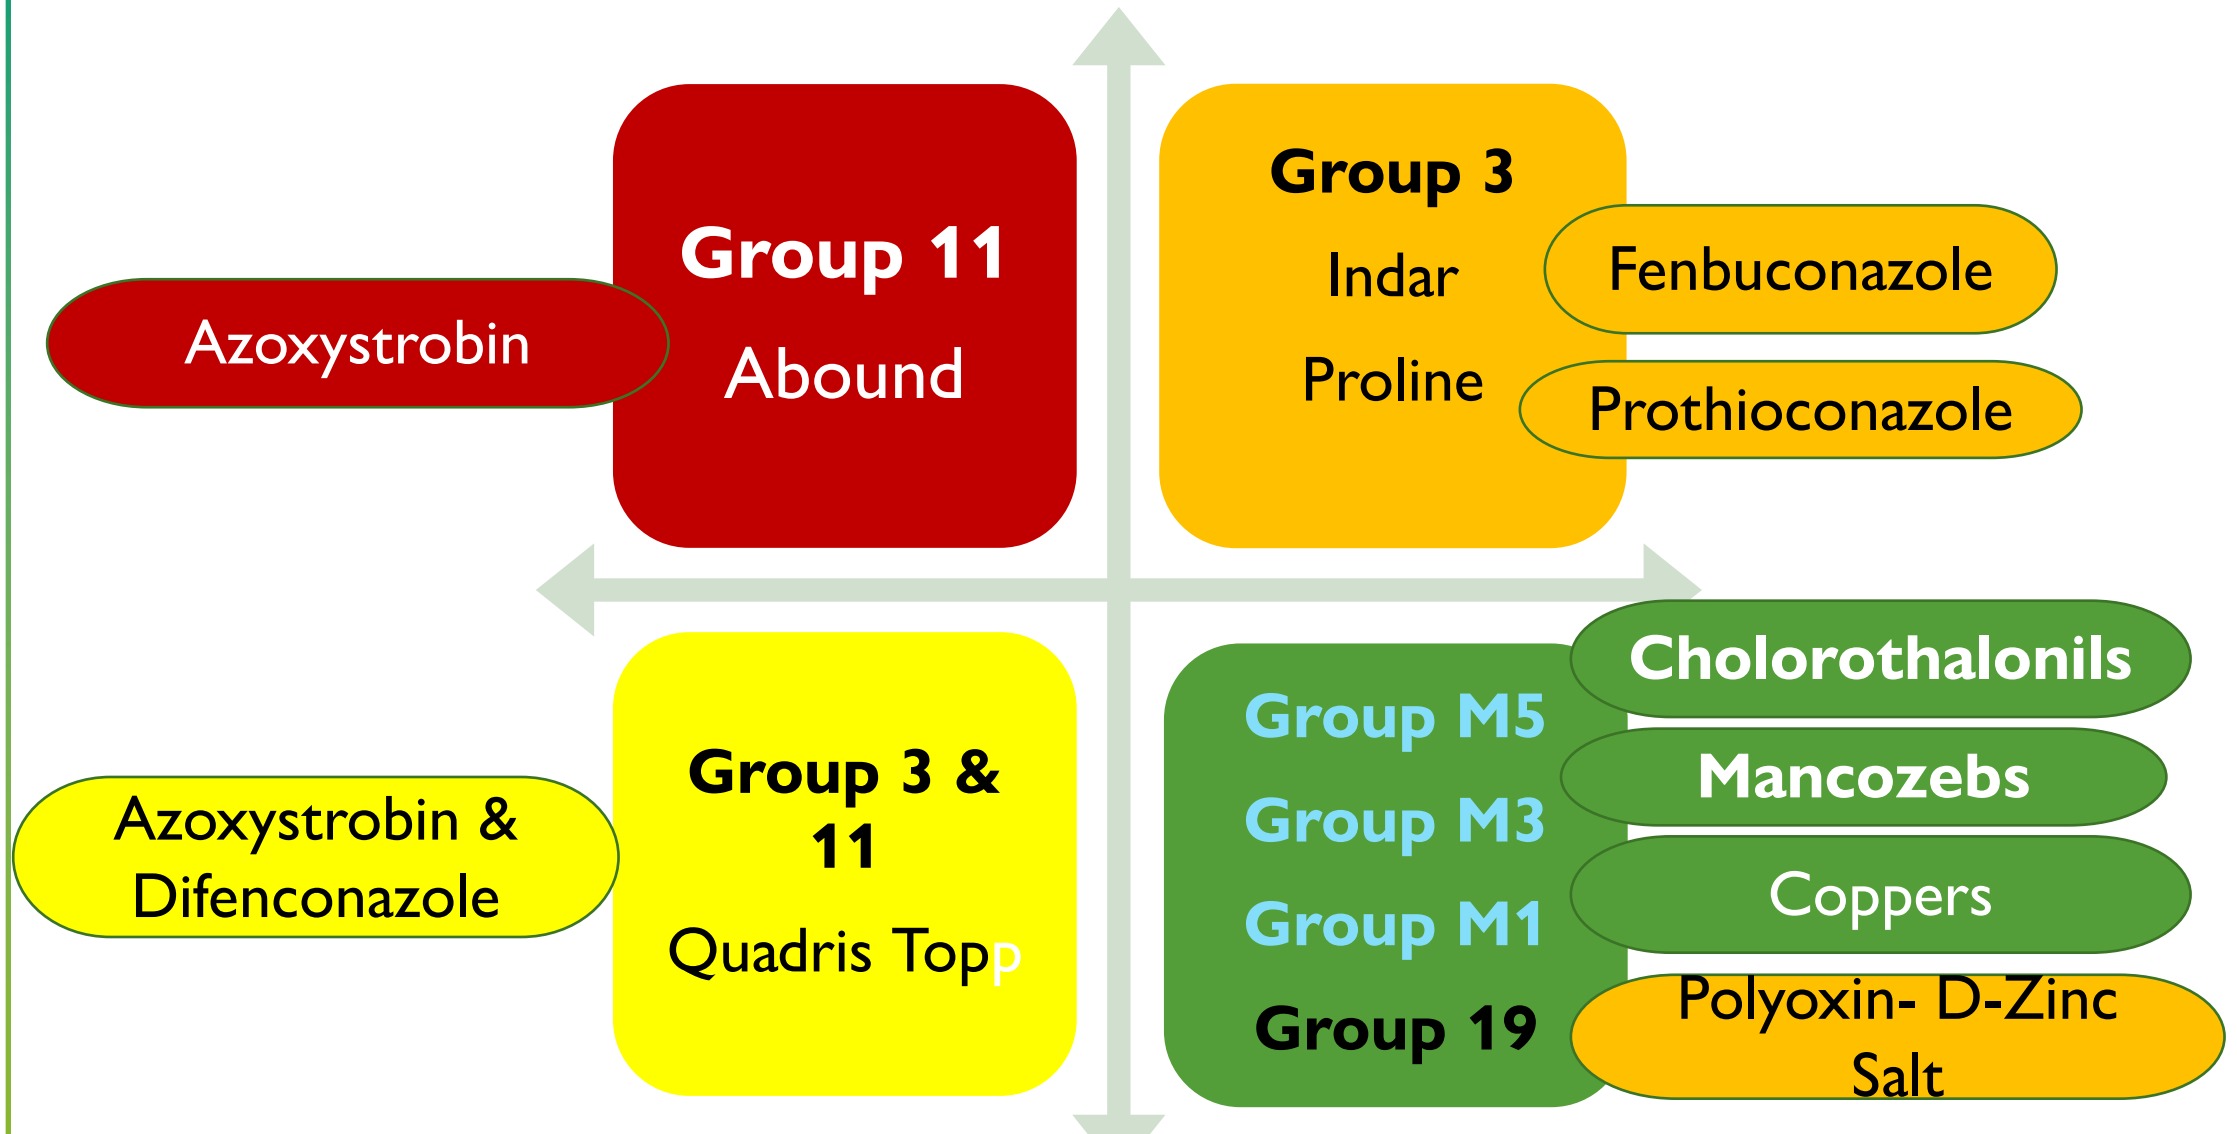 Group 11
Abound
Azoxystrobin
Group 3
Indar
Proline
Fenbuconazole
Prothioconazole
Group 3 &
11
Quadris Topp
Azoxystrobin &
Difenconazole
Group M5
Group M3
Group M1
Group 19
Cholorothalonils
Mancozebs
Coppers
Polyoxin- D-Zinc
Salt